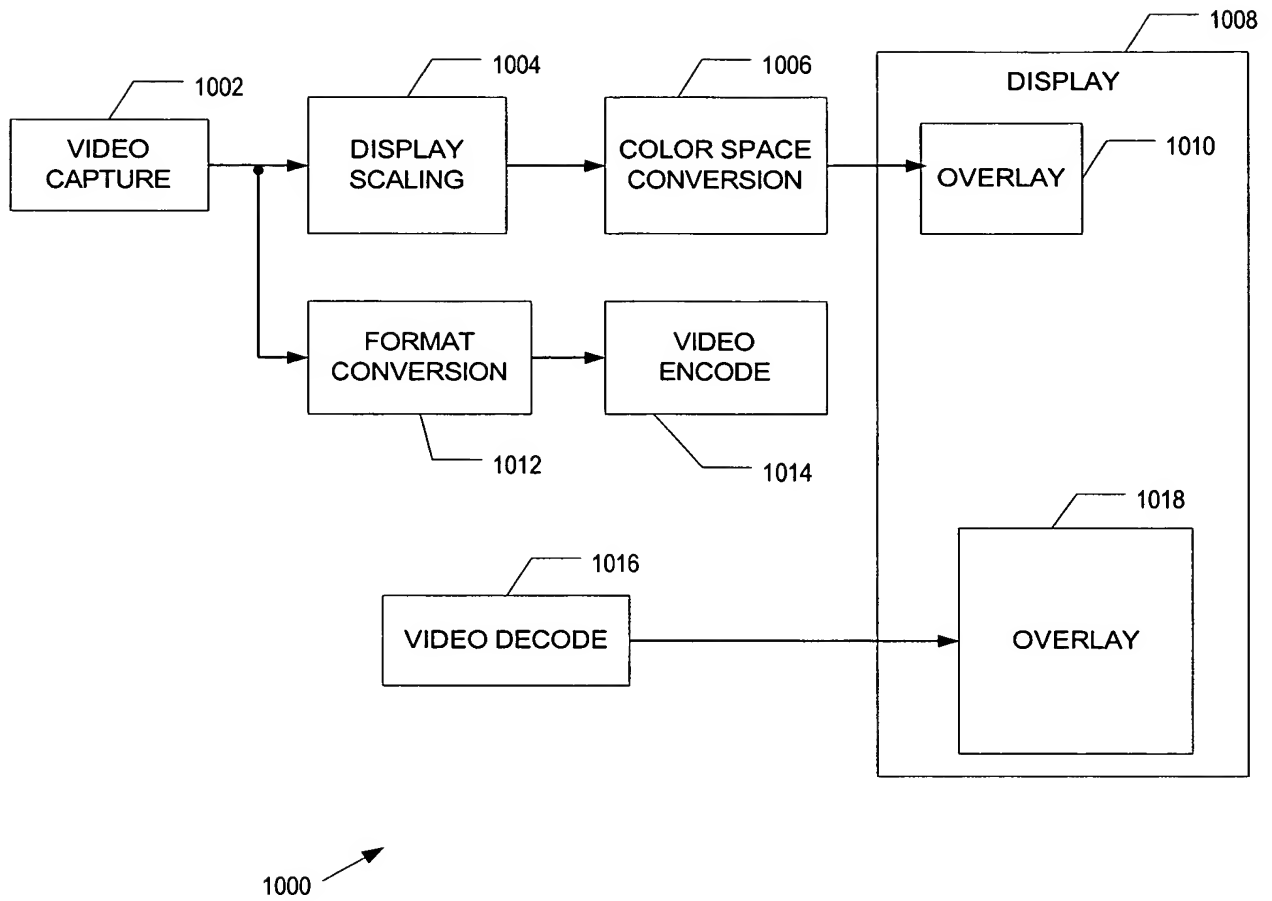 1008
1002
1004
1006
DISPLAY
VIDEO
CAPTURE
DISPLAY
SCALING
COLOR SPACE
CONVERSION
OVERLAY
1010
FORMAT
CONVERSION
VIDEO
ENCODE
1012
1014
1018
1016
VIDEO DECODE
OVERLAY
1000